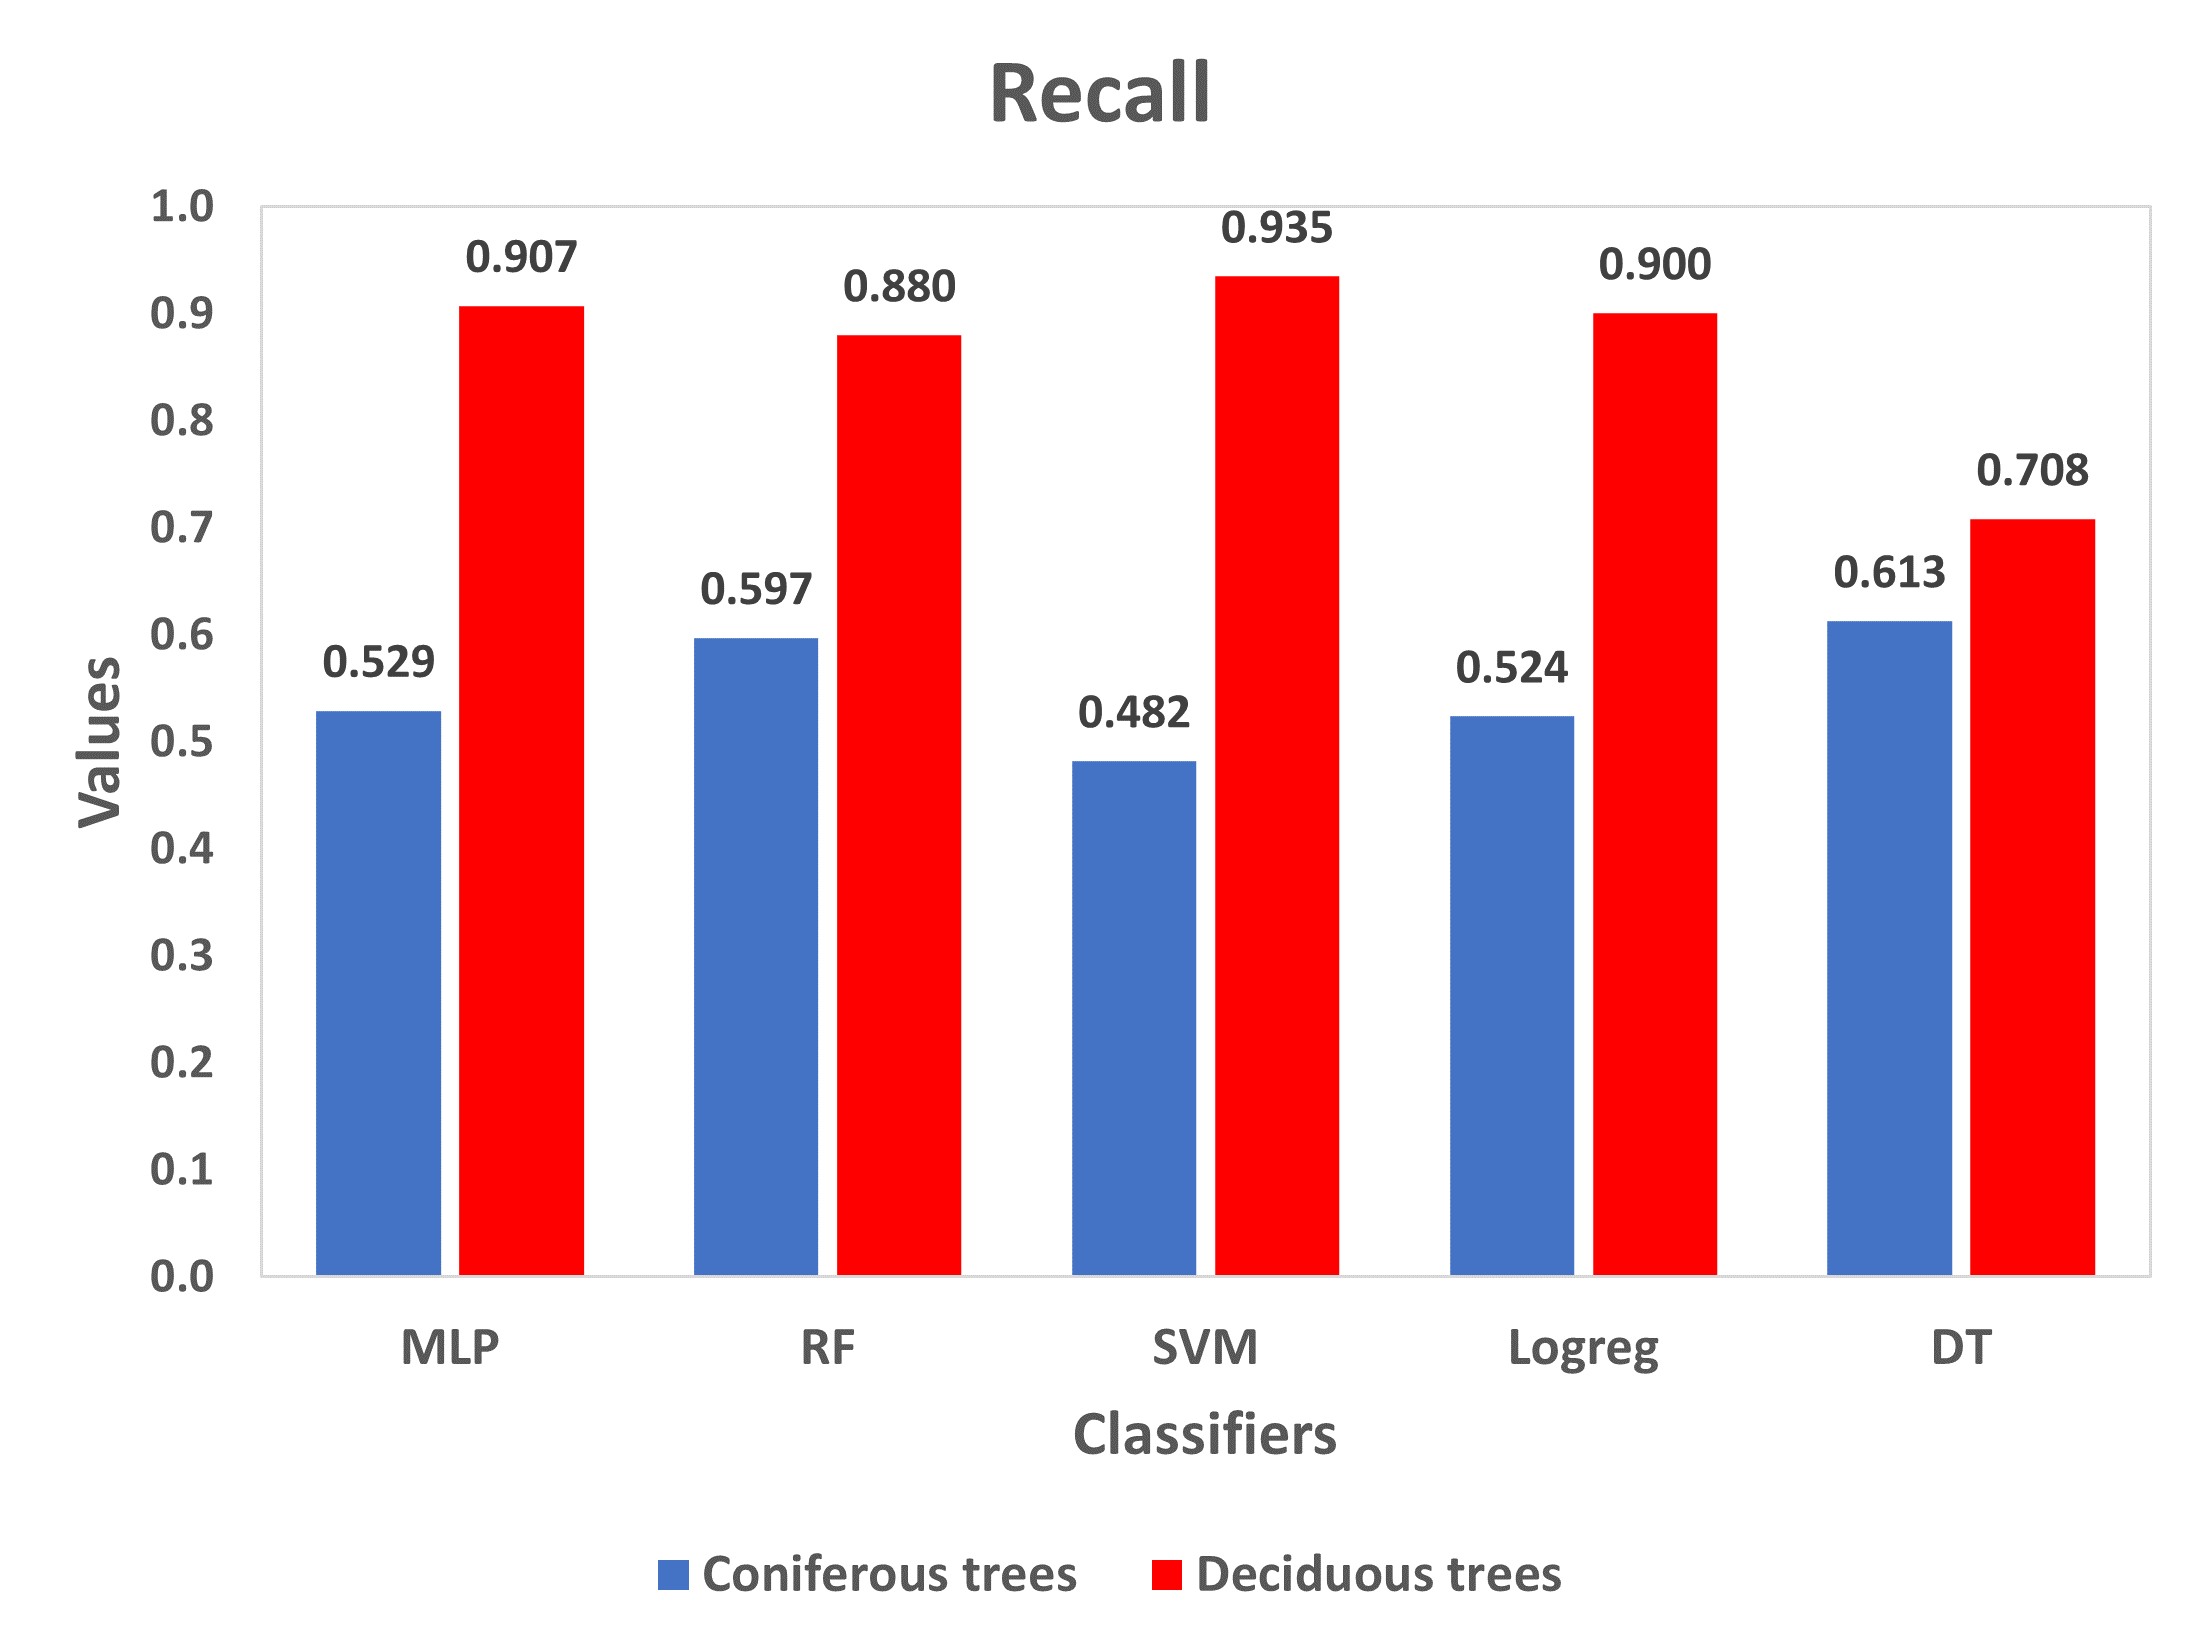 Recall
1.0
0.9
0.8
0.7
0.6
0.5
0.4
0.3
0.2
0.1
0.0
Values
0.529
0.907
0.597
0.880
0.482
0.935
0.524
0.900
0.613
0.708
MLP
RF
SVM
Logreg
DT
Classifiers
Coniferous trees
Deciduous trees